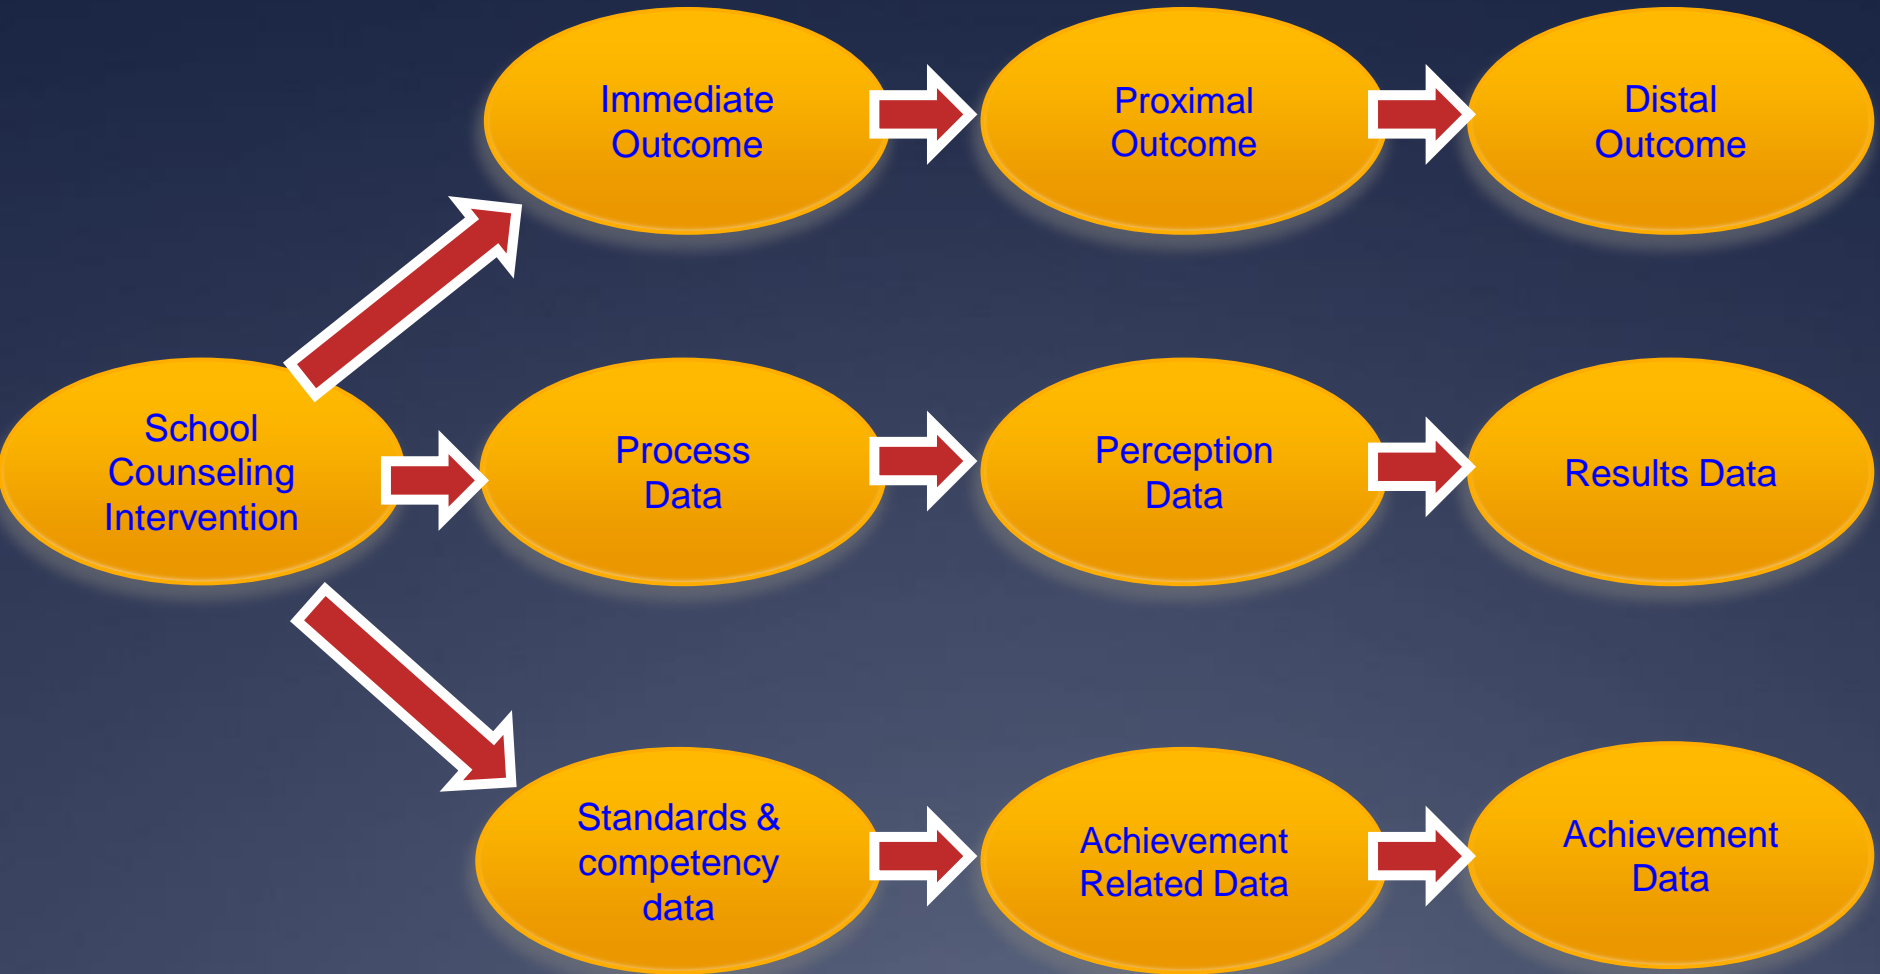 Immediate
Outcome
Proximal
Outcome
Distal
Outcome
School
Counseling
Intervention
Process
Data
Perception
Data
Results Data
Standards &
competency
data
Achievement
Related Data
Achievement
Data